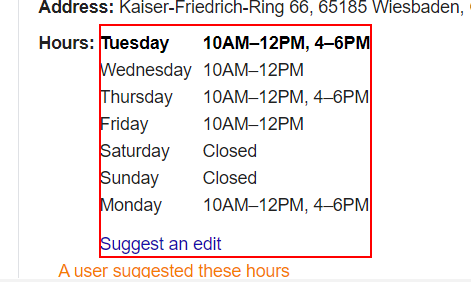 Address: Kaiser-Friedrich-Ring 66, 65185 Wiesbaden,
Hours: Tuesday 10AM–12PM, 4–6PM
Wednesday 10AM–12PM
Thursday 10AM–12PM, 4–6PM
Friday 10AM–12PM
Saturday Closed
Sunday Closed
Monday 10AM–12PM, 4–6PM
Suggest an edit
A user suggested these hours